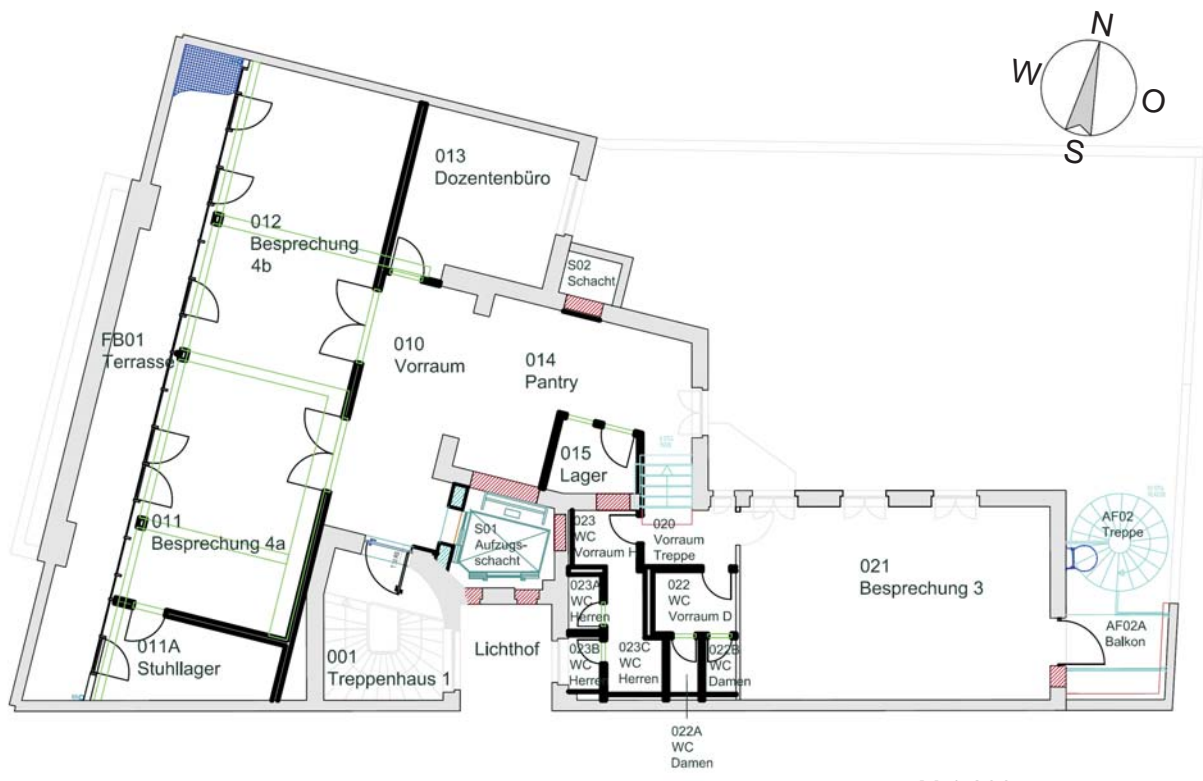 N
W
O
S
013
Dozentenbüro
012
Besprechung
4b
S02
Schacht
FB01
Terrasse
010
Vorraum
014
Pantry
015
Lager
011
Besprechung 4a
S01
Aufzugs-
schacht
023
WC
Vorraum H
020
Vorraum
Treppe
AF02
Treppe
021
Besprechung 3
023A
WC
Herren
022
WC
Vorraum D
AF02A
Balkon
011A
Stuhllager
001
Treppenhaus 1
Lichthof
023B
WC
Herren
023C
WC
Herren
022B
WC
Damen
022A
WC
Damen